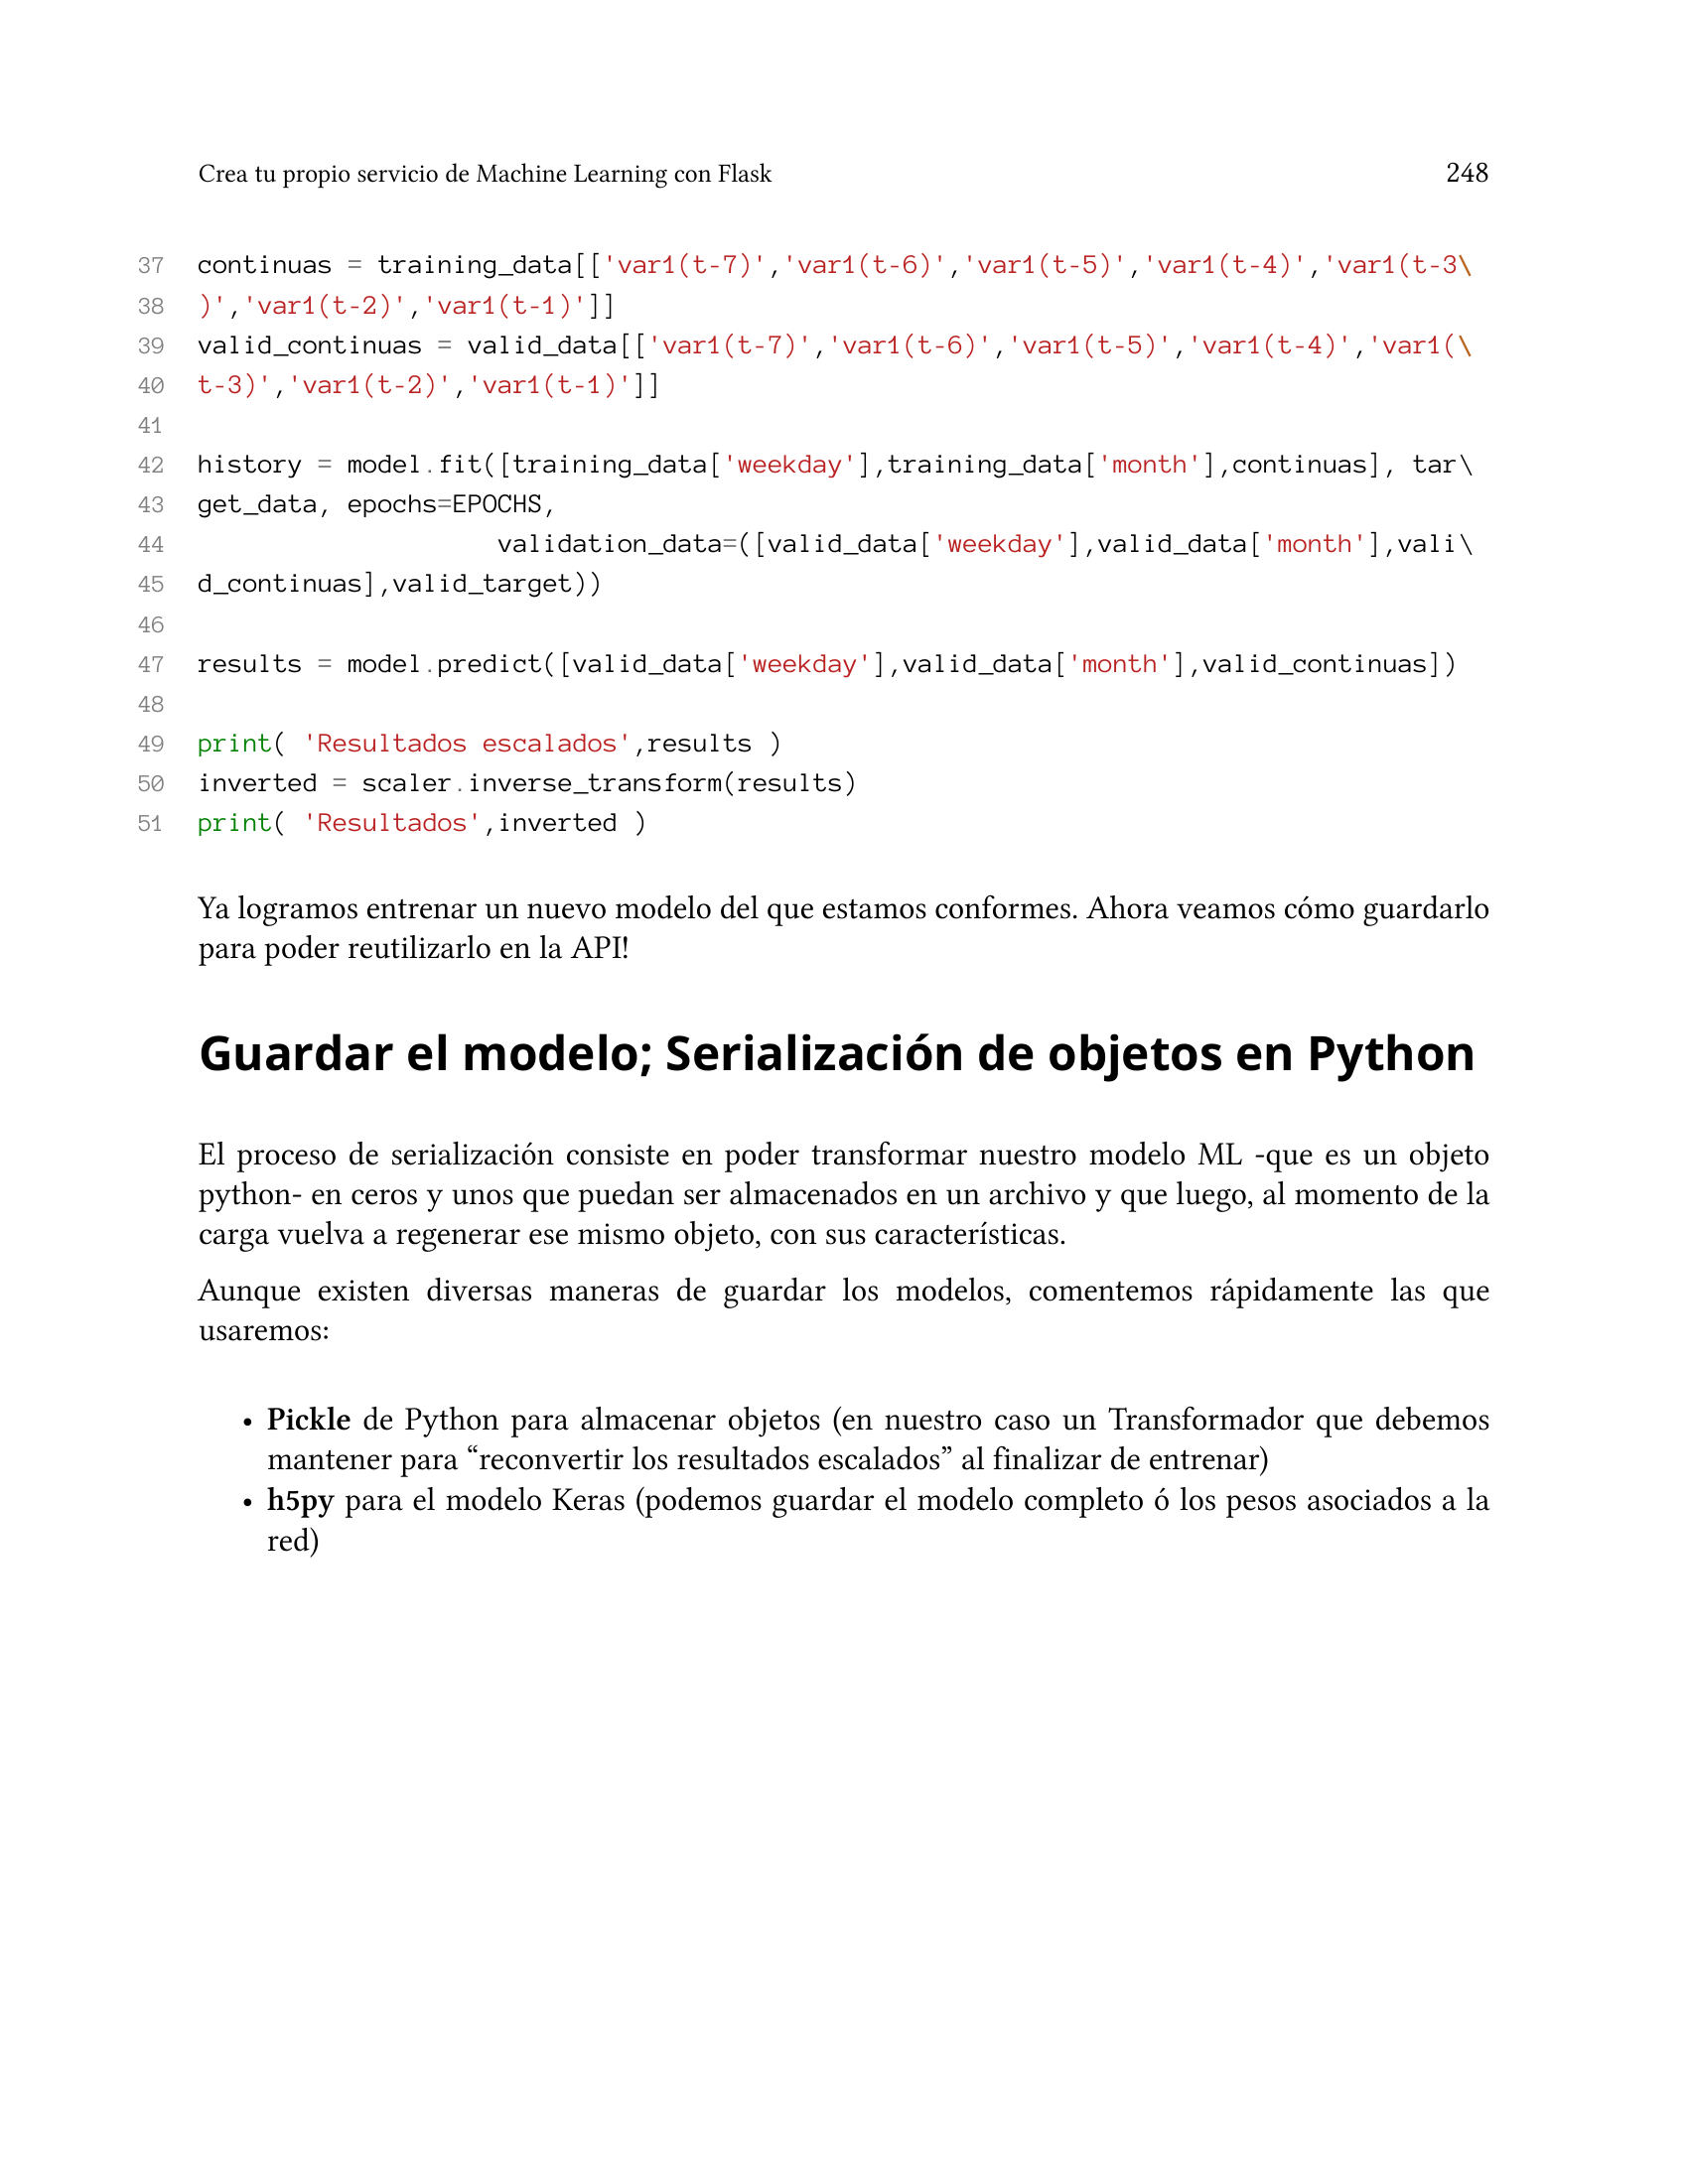 Crea tu propio servicio de Machine Learning con Flask 248
37 continuas = training_data[['var1(t-7)','var1(t-6)','var1(t-5)','var1(t-4)','var1(t-3\
38 )','var1(t-2)','var1(t-1)']]
39 valid_continuas = valid_data[['var1(t-7)','var1(t-6)','var1(t-5)','var1(t-4)','var1(\
40 t-3)','var1(t-2)','var1(t-1)']]
41
42 history = model.fit([training_data['weekday'],training_data['month'],continuas], tar\
43 get_data, epochs=EPOCHS,
44                     validation_data=([valid_data['weekday'],valid_data['month'],vali\
45 d_continuas],valid_target))
46
47 results = model.predict([valid_data['weekday'],valid_data['month'],valid_continuas])
48
49 print( 'Resultados escalados',results )
50 inverted = scaler.inverse_transform(results)
51 print( 'Resultados',inverted )
Ya logramos entrenar un nuevo modelo del que estamos conformes. Ahora veamos cómo guardarlo
para poder reutilizarlo en la API!
Guardar el modelo; Serialización de objetos en Python
El proceso de serialización consiste en poder transformar nuestro modelo ML -que es un objeto
python- en ceros y unos que puedan ser almacenados en un archivo y que luego, al momento de la
carga vuelva a regenerar ese mismo objeto, con sus características.
Aunque existen diversas maneras de guardar los modelos, comentemos rápidamente las que
usaremos:
• Pickle de Python para almacenar objetos (en nuestro caso un Transformador que debemos
mantener para “reconvertir los resultados escalados” al finalizar de entrenar)
• h5py para el modelo Keras (podemos guardar el modelo completo ó los pesos asociados a la
red)